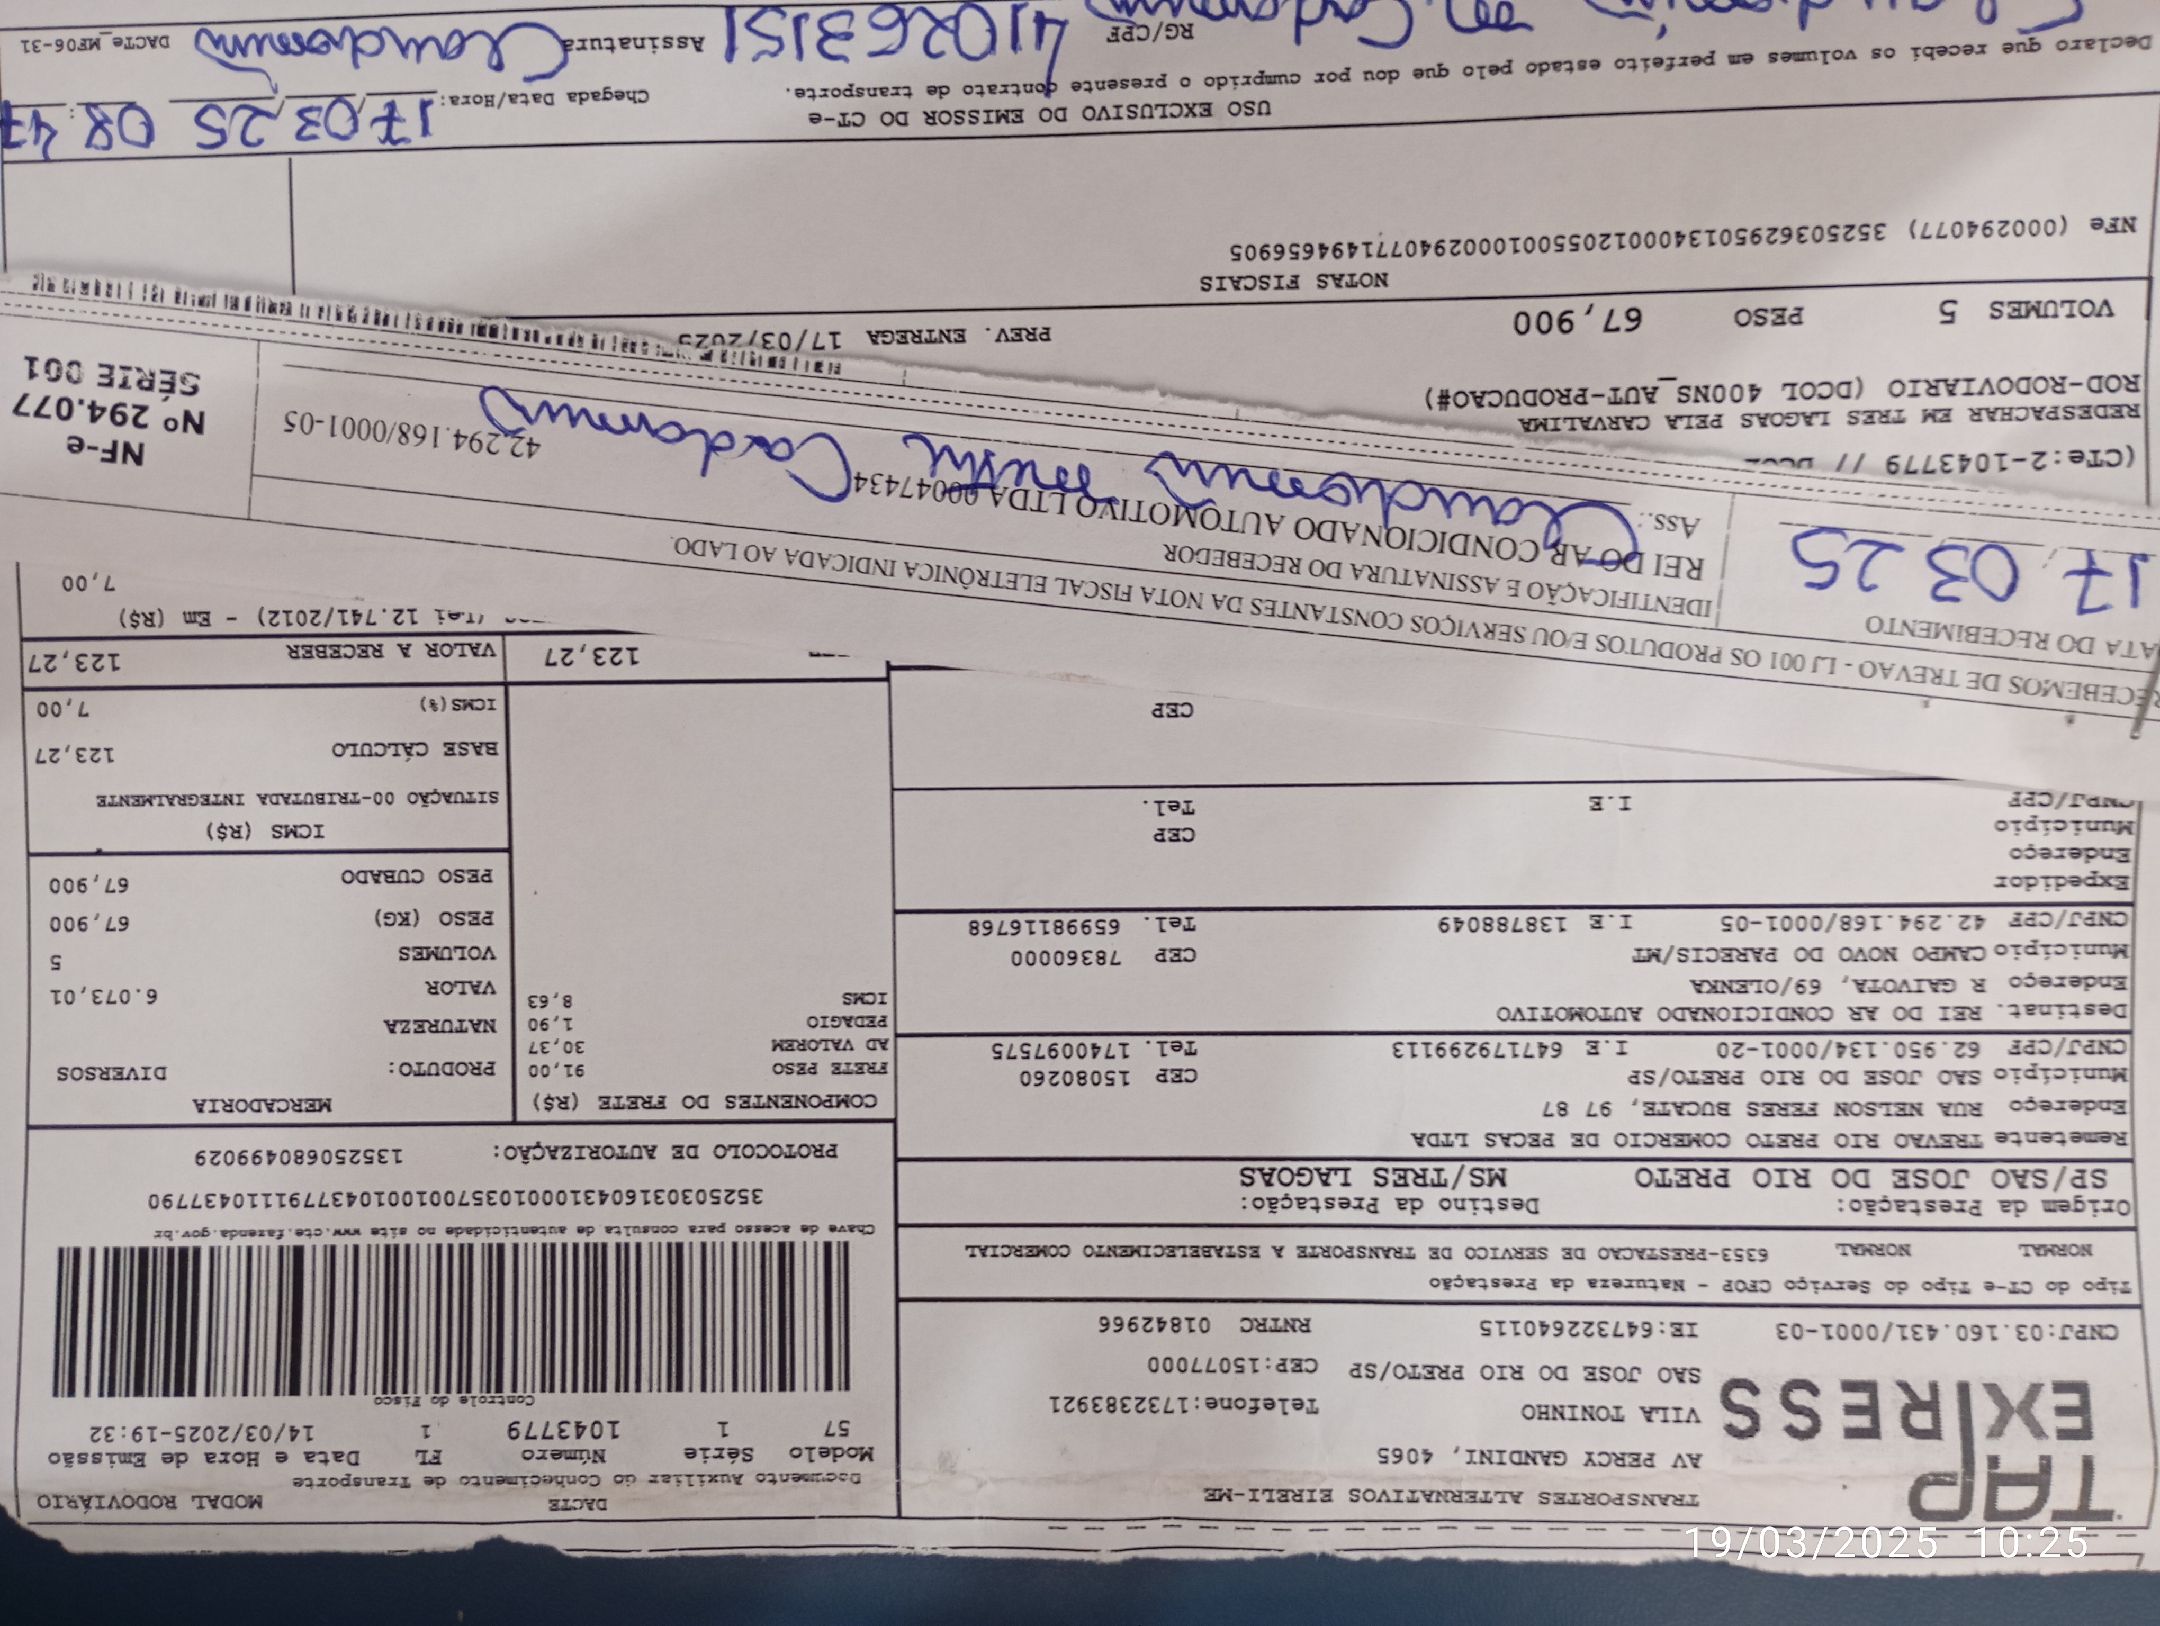 TAP
EXPRESS
TRANSPORTES ALTERNATIVOS EIRELI-ME
AV PERCY GANDINI, 4065
VILA TONINHO Telefone:1732383921
SAO JOSE DO RIO PRETO/SP CEP:15077000
CNPJ:03.160.431/0001-03 IE:647322640115 RNTRC 01842966
DACTE MODAL RODOVIÁRIO
Documento Auxiliar do Conhecimento de Transporte
Modelo Série Número FL Data e Hora de Emissão
57 1 1043779 1 14/03/2025-19:32
Controle do Fisco
Chave de acesso para consulta de autenticidade no site www.cte.fazenda.gov.br
35250303160431000103570010010437791110437790
PROTOCOLO DE AUTORIZAÇÃO: 135250680499029
Tipo do CT-e Tipo do Serviço CFOP - Natureza da Prestação
NORMAL NORMAL 6353-PRESTACAO DE SERVICO DE TRANSPORTE A ESTABELECIMENTO COMERCIAL
Origem da Prestação: Destino da Prestação:
SP/SAO JOSE DO RIO PRETO MS/TRES LAGOAS
Remetente TREVAO RIO PRETO COMERCIO DE PECAS LTDA
Endereço RUA NELSON FERES BUCATE, 97 87
Município SAO JOSE DO RIO PRETO/SP CEP 15080260
CNPJ/CPF 62.950.134/0001-20 I.E 647179299113 Tel. 1740097575
Destinat. REI DO AR CONDICIONADO AUTOMOTIVO
Endereço R GAIVOTA, 69/OLENKA
Município CAMPO NOVO DO PARECIS/MT CEP 78360000
CNPJ/CPF 42.294.168/0001-05 I.E 138788049 Tel. 65998116768
Expedidor
Endereço
Município CEP
CNPJ/CPF I.E Tel.
CEP
COMPONENTES DO FRETE (R$)
FRETE PESO 91,00
AD VALOREM 30,37
PEDAGIO 1,90
ICMS 8,63
123,27
MERCADORIA
PRODUTO: DIVERSOS
NATUREZA
VALOR 6.073,01
VOLUMES 5
PESO (KG) 67,900
PESO CUBADO 67,900
ICMS (R$)
SITUAÇÃO 00-TRIBUTADA INTEGRALMENTE
BASE CÁLCULO 123,27
ICMS(%) 7,00
VALOR A RECEBER 123,27
(Lei 12.741/2012) - Em (R$)
7,00
RECEBEMOS DE TREVAO - LJ 001 OS PRODUTOS E/OU SERVIÇOS CONSTANTES DA NOTA FISCAL ELETRÔNICA INDICADA AO LADO.
DATA DO RECEBIMENTO
17 03 25
IDENTIFICAÇÃO E ASSINATURA DO RECEBEDOR
REI DO AR CONDICIONADO AUTOMOTIVO LTDA 00047434
Ass.:
42.294.168/0001-05
NF-e
Nº 294.077
SÉRIE 001
(CTe:2-1043779 //
REDESPACHAR EM TRES LAGOAS PELA CARVALIMA
ROD-RODOVIARIO (DCOL 400NS_AUT-PRODUCAO#)
VOLUMES 5 PESO 67,900 PREV. ENTREGA 17/03/2025
NOTAS FISCAIS
NFe (000294077) 35250362950134000120550010002940771494656905
USO EXCLUSIVO DO EMISSOR DO CT-e
Declaro que recebi os volumes em perfeito estado pelo que dou por cumprido o presente contrato de transporte.
Chegada Data/Hora: 17 03 25 08:47
RG/CPF 410263151 Assinatura
DACTe_MF06-31
19/03/2025 10:25